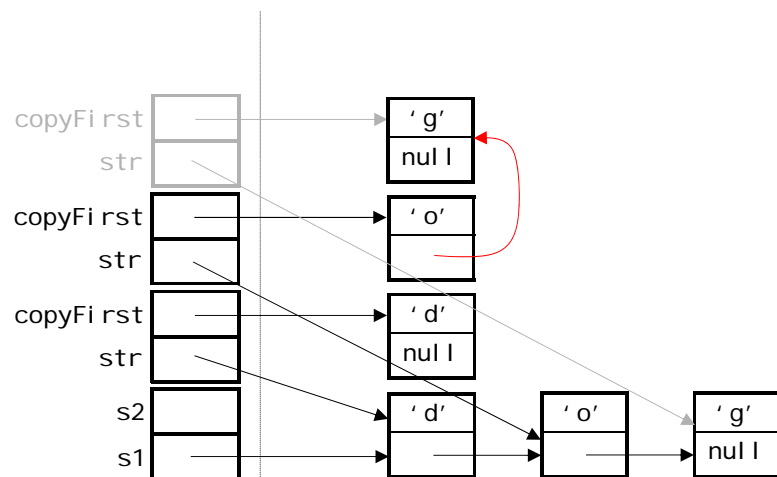 copyFirst ‘g’
str null
copyFirst ‘o’
str
copyFirst ‘d’
str null
s2 ‘d’ ‘o’ ‘g’
s1 null